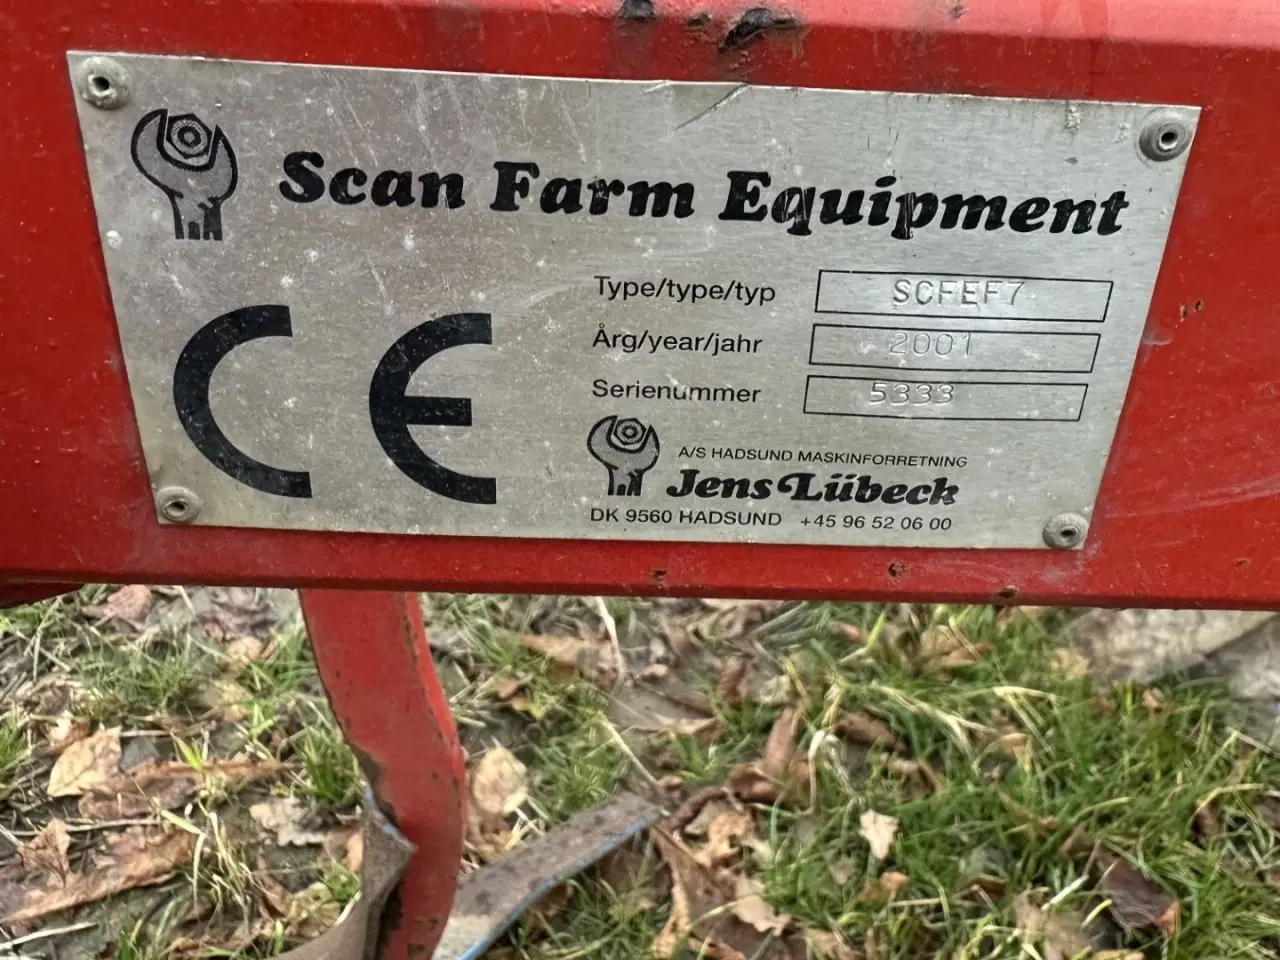 Scan Farm Equipment
CE
Type/type/typ SCFEF7
Årg/year/jahr 2001
Serienummer 5333
A/S HADSUND MASKINFORRETNING
Jens Lübeck
DK 9560 HADSUND +45 96 52 06 00